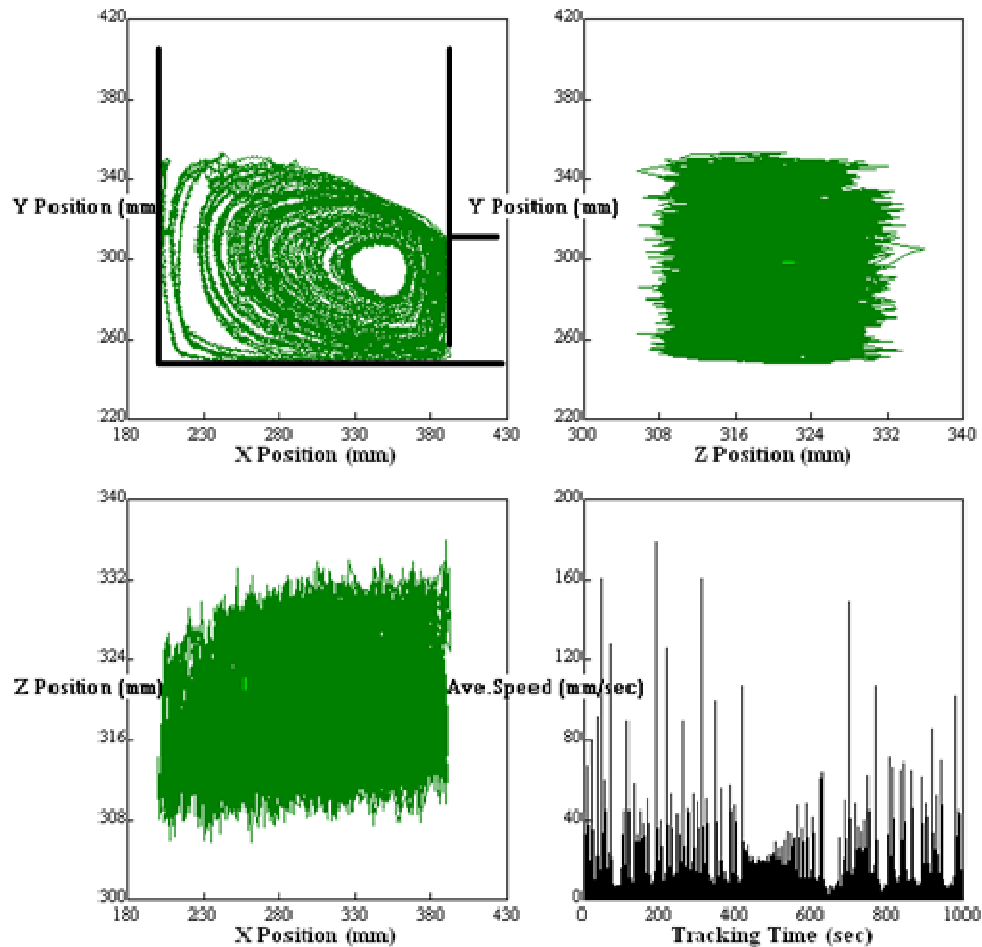 420
420
380
380
340
340
Y Position (mm
Y Position (mm)
300
300
260
260
220
220
180 230 280 330 380 430
300 308 316 324 332 340
X Position (mm)
Z Position (mm)
340
200
332
160
324
120
Z Position (mm)
Ave.Speed (mm/sec)
316
80
308
40
300
0
180 230 280 330 380 430
0 200 400 600 800 1000
X Position (mm)
Tracking Time (sec)